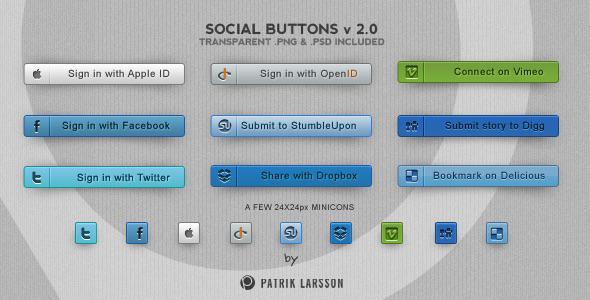 SOCIAL BUTTONS v 2.0
TRANSPARENT .PNG & .PSD INCLUDED
Sign in with Apple ID
Sign in with OpenID
Connect on Vimeo
Sign in with Facebook
Submit to StumbleUpon
Submit story to Digg
Sign in with Twitter
Share with Dropbox
Bookmark on Delicious
A FEW 24X24px MINICONS
by
PATRIK LARSSON